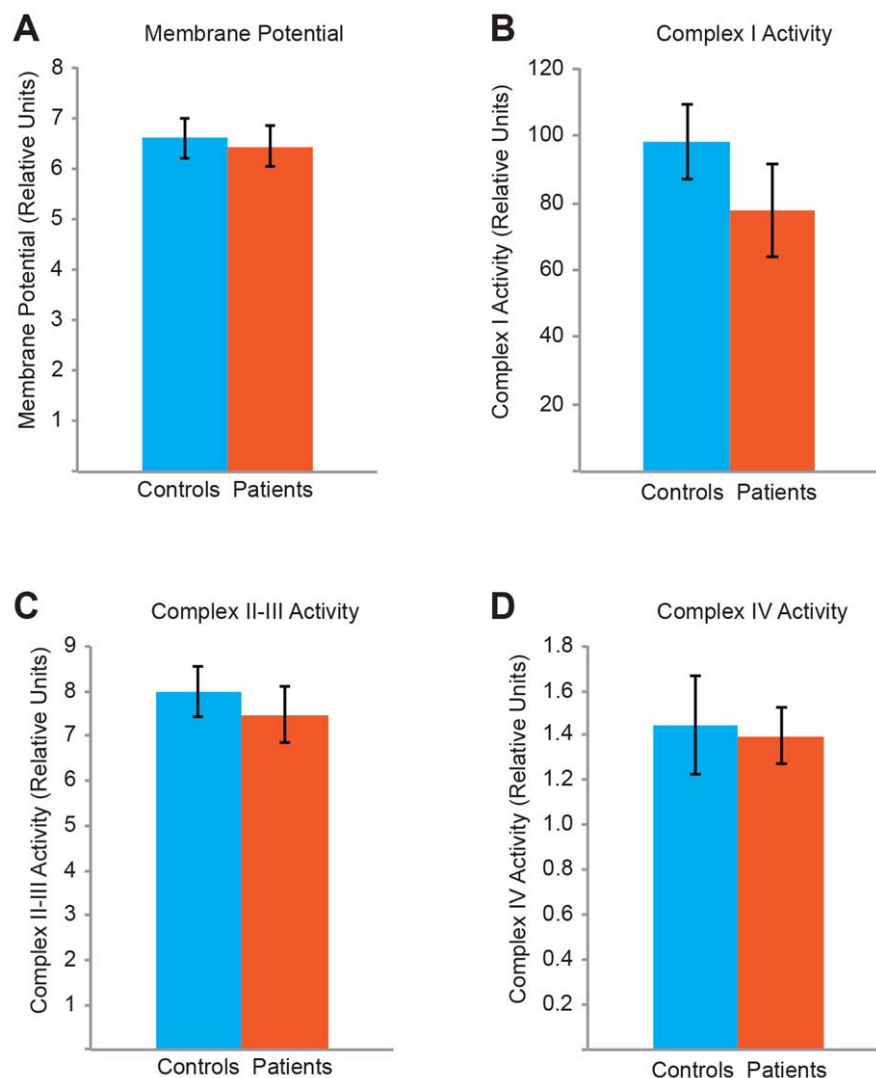 A
Membrane Potential
Membrane Potential (Relative Units)
8
7
6
5
4
3
2
1
Controls Patients
B
Complex I Activity
Complex I Activity (Relative Units)
120
100
80
60
40
20
Controls Patients
C
Complex II-III Activity
Complex II-III Activity (Relative Units)
9
8
7
6
5
4
3
2
1
Controls Patients
D
Complex IV Activity
Complex IV Activity (Relative Units)
1.8
1.6
1.4
1.2
1.0
0.8
0.6
0.4
0.2
Controls Patients